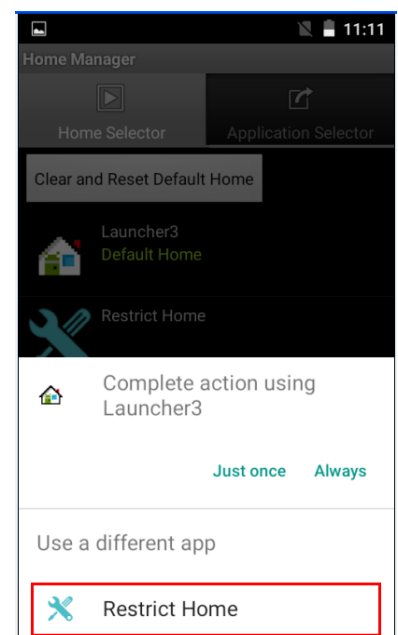 11:11
Home Manager
Home Selector
Application Selector
Clear and Reset Default Home
Launcher3
Default Home
Restrict Home
Complete action using
Launcher3
Just once Always
Use a different app
Restrict Home